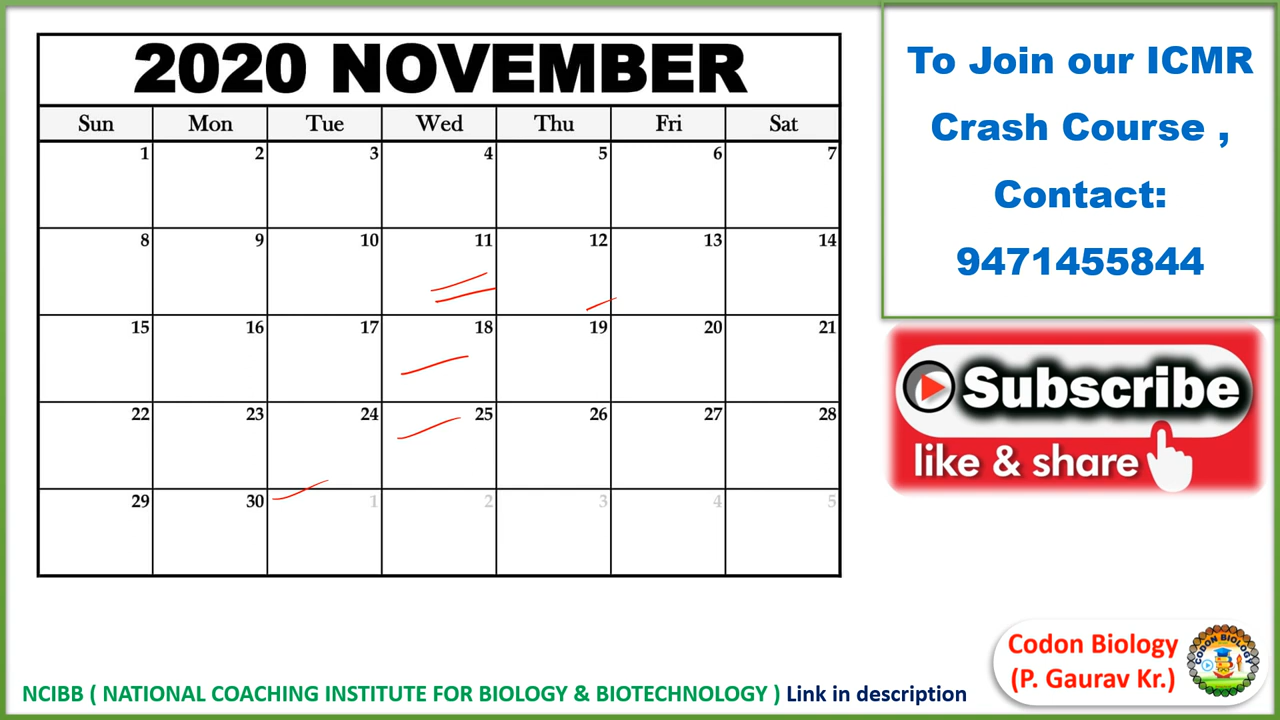 2020 NOVEMBER
Sun Mon Tue Wed Thu Fri Sat
1 2 3 4 5 6 7
8 9 10 11 12 13 14
15 16 17 18 19 20 21
22 23 24 25 26 27 28
29 30 1 2 3 4 5
To Join our ICMR
Crash Course ,
Contact:
9471455844
Subscribe
like & share
Codon Biology
(P. Gaurav Kr.)
CODON BIOLOGY
NCIBB ( NATIONAL COACHING INSTITUTE FOR BIOLOGY & BIOTECHNOLOGY ) Link in description